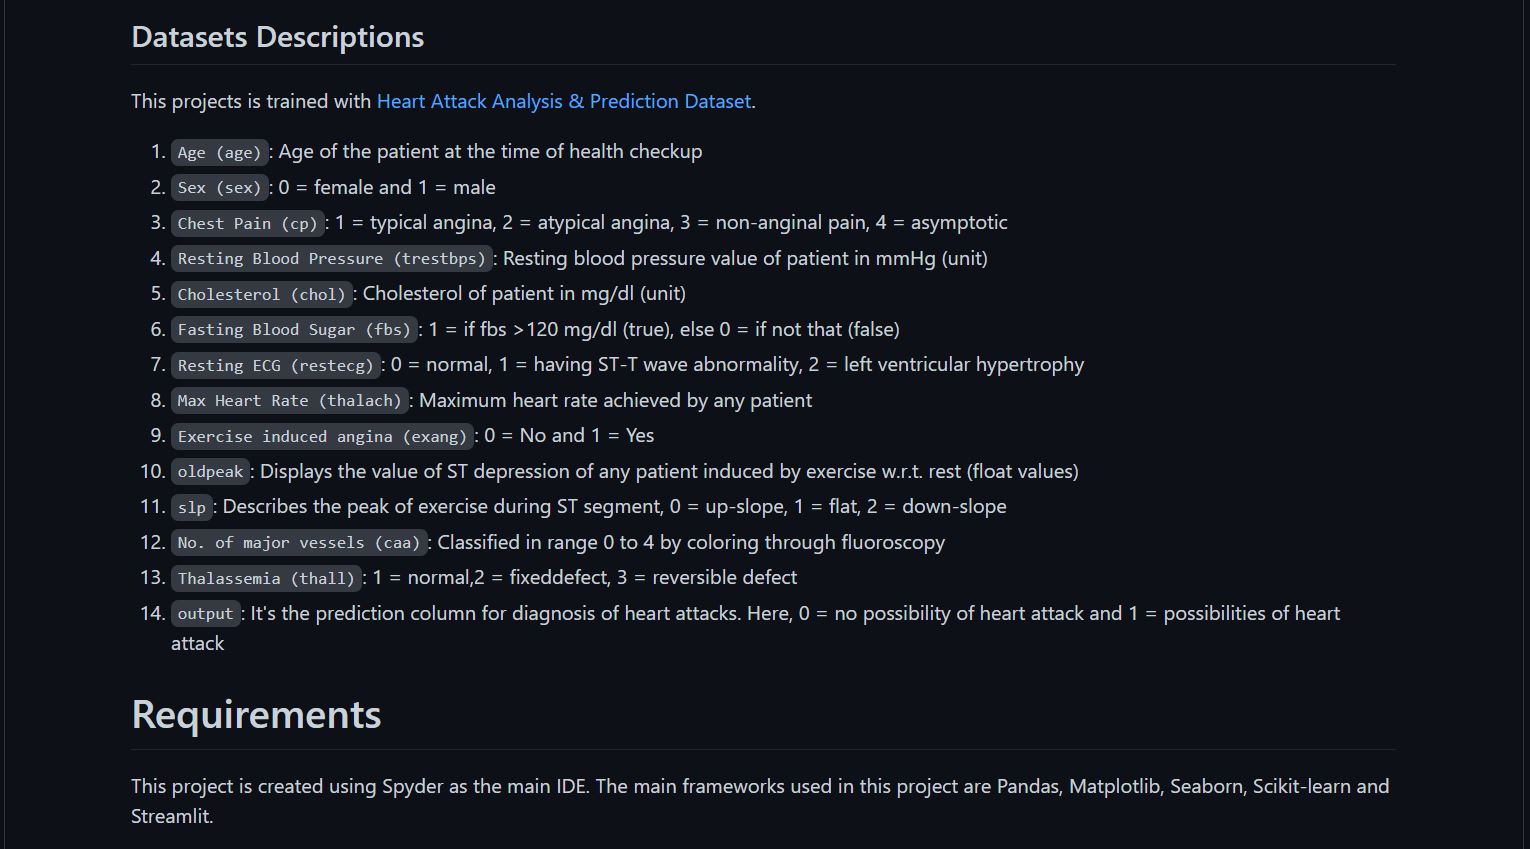 Datasets Descriptions
This projects is trained with Heart Attack Analysis & Prediction Dataset.
1. Age (age): Age of the patient at the time of health checkup
2. Sex (sex): 0 = female and 1 = male
3. Chest Pain (cp): 1 = typical angina, 2 = atypical angina, 3 = non-anginal pain, 4 = asymptotic
4. Resting Blood Pressure (trestbps): Resting blood pressure value of patient in mmHg (unit)
5. Cholesterol (chol): Cholesterol of patient in mg/dl (unit)
6. Fasting Blood Sugar (fbs): 1 = if fbs >120 mg/dl (true), else 0 = if not that (false)
7. Resting ECG (restecg): 0 = normal, 1 = having ST-T wave abnormality, 2 = left ventricular hypertrophy
8. Max Heart Rate (thalach): Maximum heart rate achieved by any patient
9. Exercise induced angina (exang): 0 = No and 1 = Yes
10. oldpeak: Displays the value of ST depression of any patient induced by exercise w.r.t. rest (float values)
11. slp: Describes the peak of exercise during ST segment, 0 = up-slope, 1 = flat, 2 = down-slope
12. No. of major vessels (caa): Classified in range 0 to 4 by coloring through fluoroscopy
13. Thalassemia (thall): 1 = normal,2 = fixeddefect, 3 = reversible defect
14. output: It's the prediction column for diagnosis of heart attacks. Here, 0 = no possibility of heart attack and 1 = possibilities of heart
attack
Requirements
This project is created using Spyder as the main IDE. The main frameworks used in this project are Pandas, Matplotlib, Seaborn, Scikit-learn and
Streamlit.